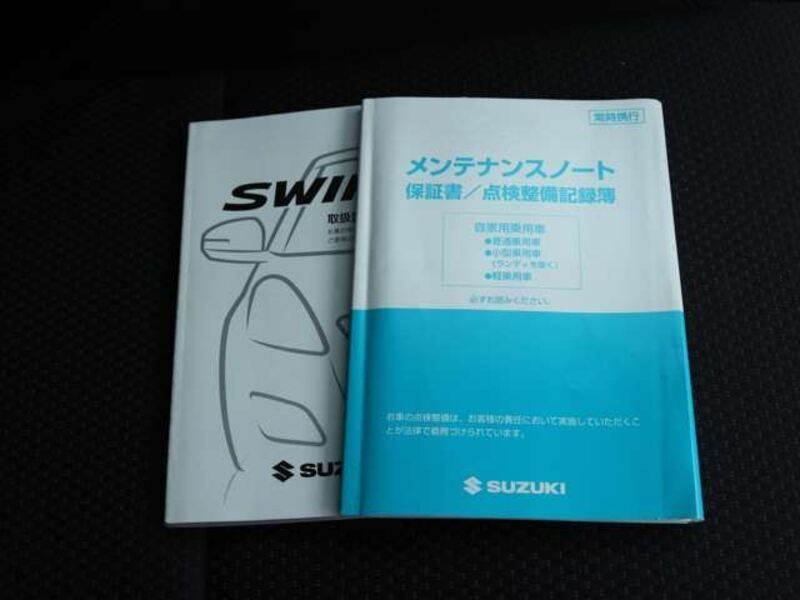 SWI
取扱
常時携行
メンテナンスノート
保証書／点検整備記録簿
自家用乗用車
●普通乗用車
●小型乗用車
（ランディを除く）
●軽乗用車
必ずお読みください。
お車の点検整備は、お客様の責任において実施していただくこ
とが法律で義務づけられています。
SUZUKI
SUZ